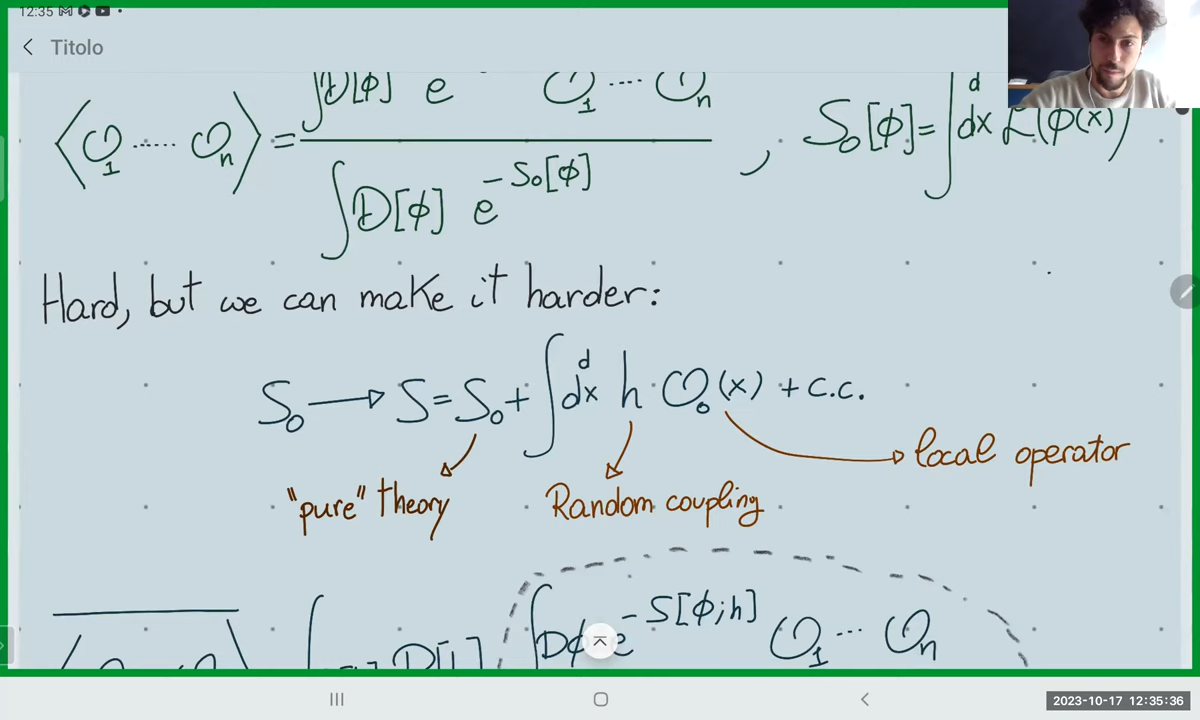 12:35
Titolo
∫D[φ] e O₁ .... Oₙ
⟨O₁ ...... Oₙ⟩ = , S₀[φ] = ∫dᵈx ℒ(φ(x))
∫D[φ] e^{-S₀[φ]}
Hard, but we can make it harder:
S₀ → S = S₀ + ∫dᵈx h O₀(x) + c.c.
local operator
"pure" theory Random coupling
∫Dφ e^{-S[φ;h]} O₁ ... Oₙ
2023-10-17 12:35:36